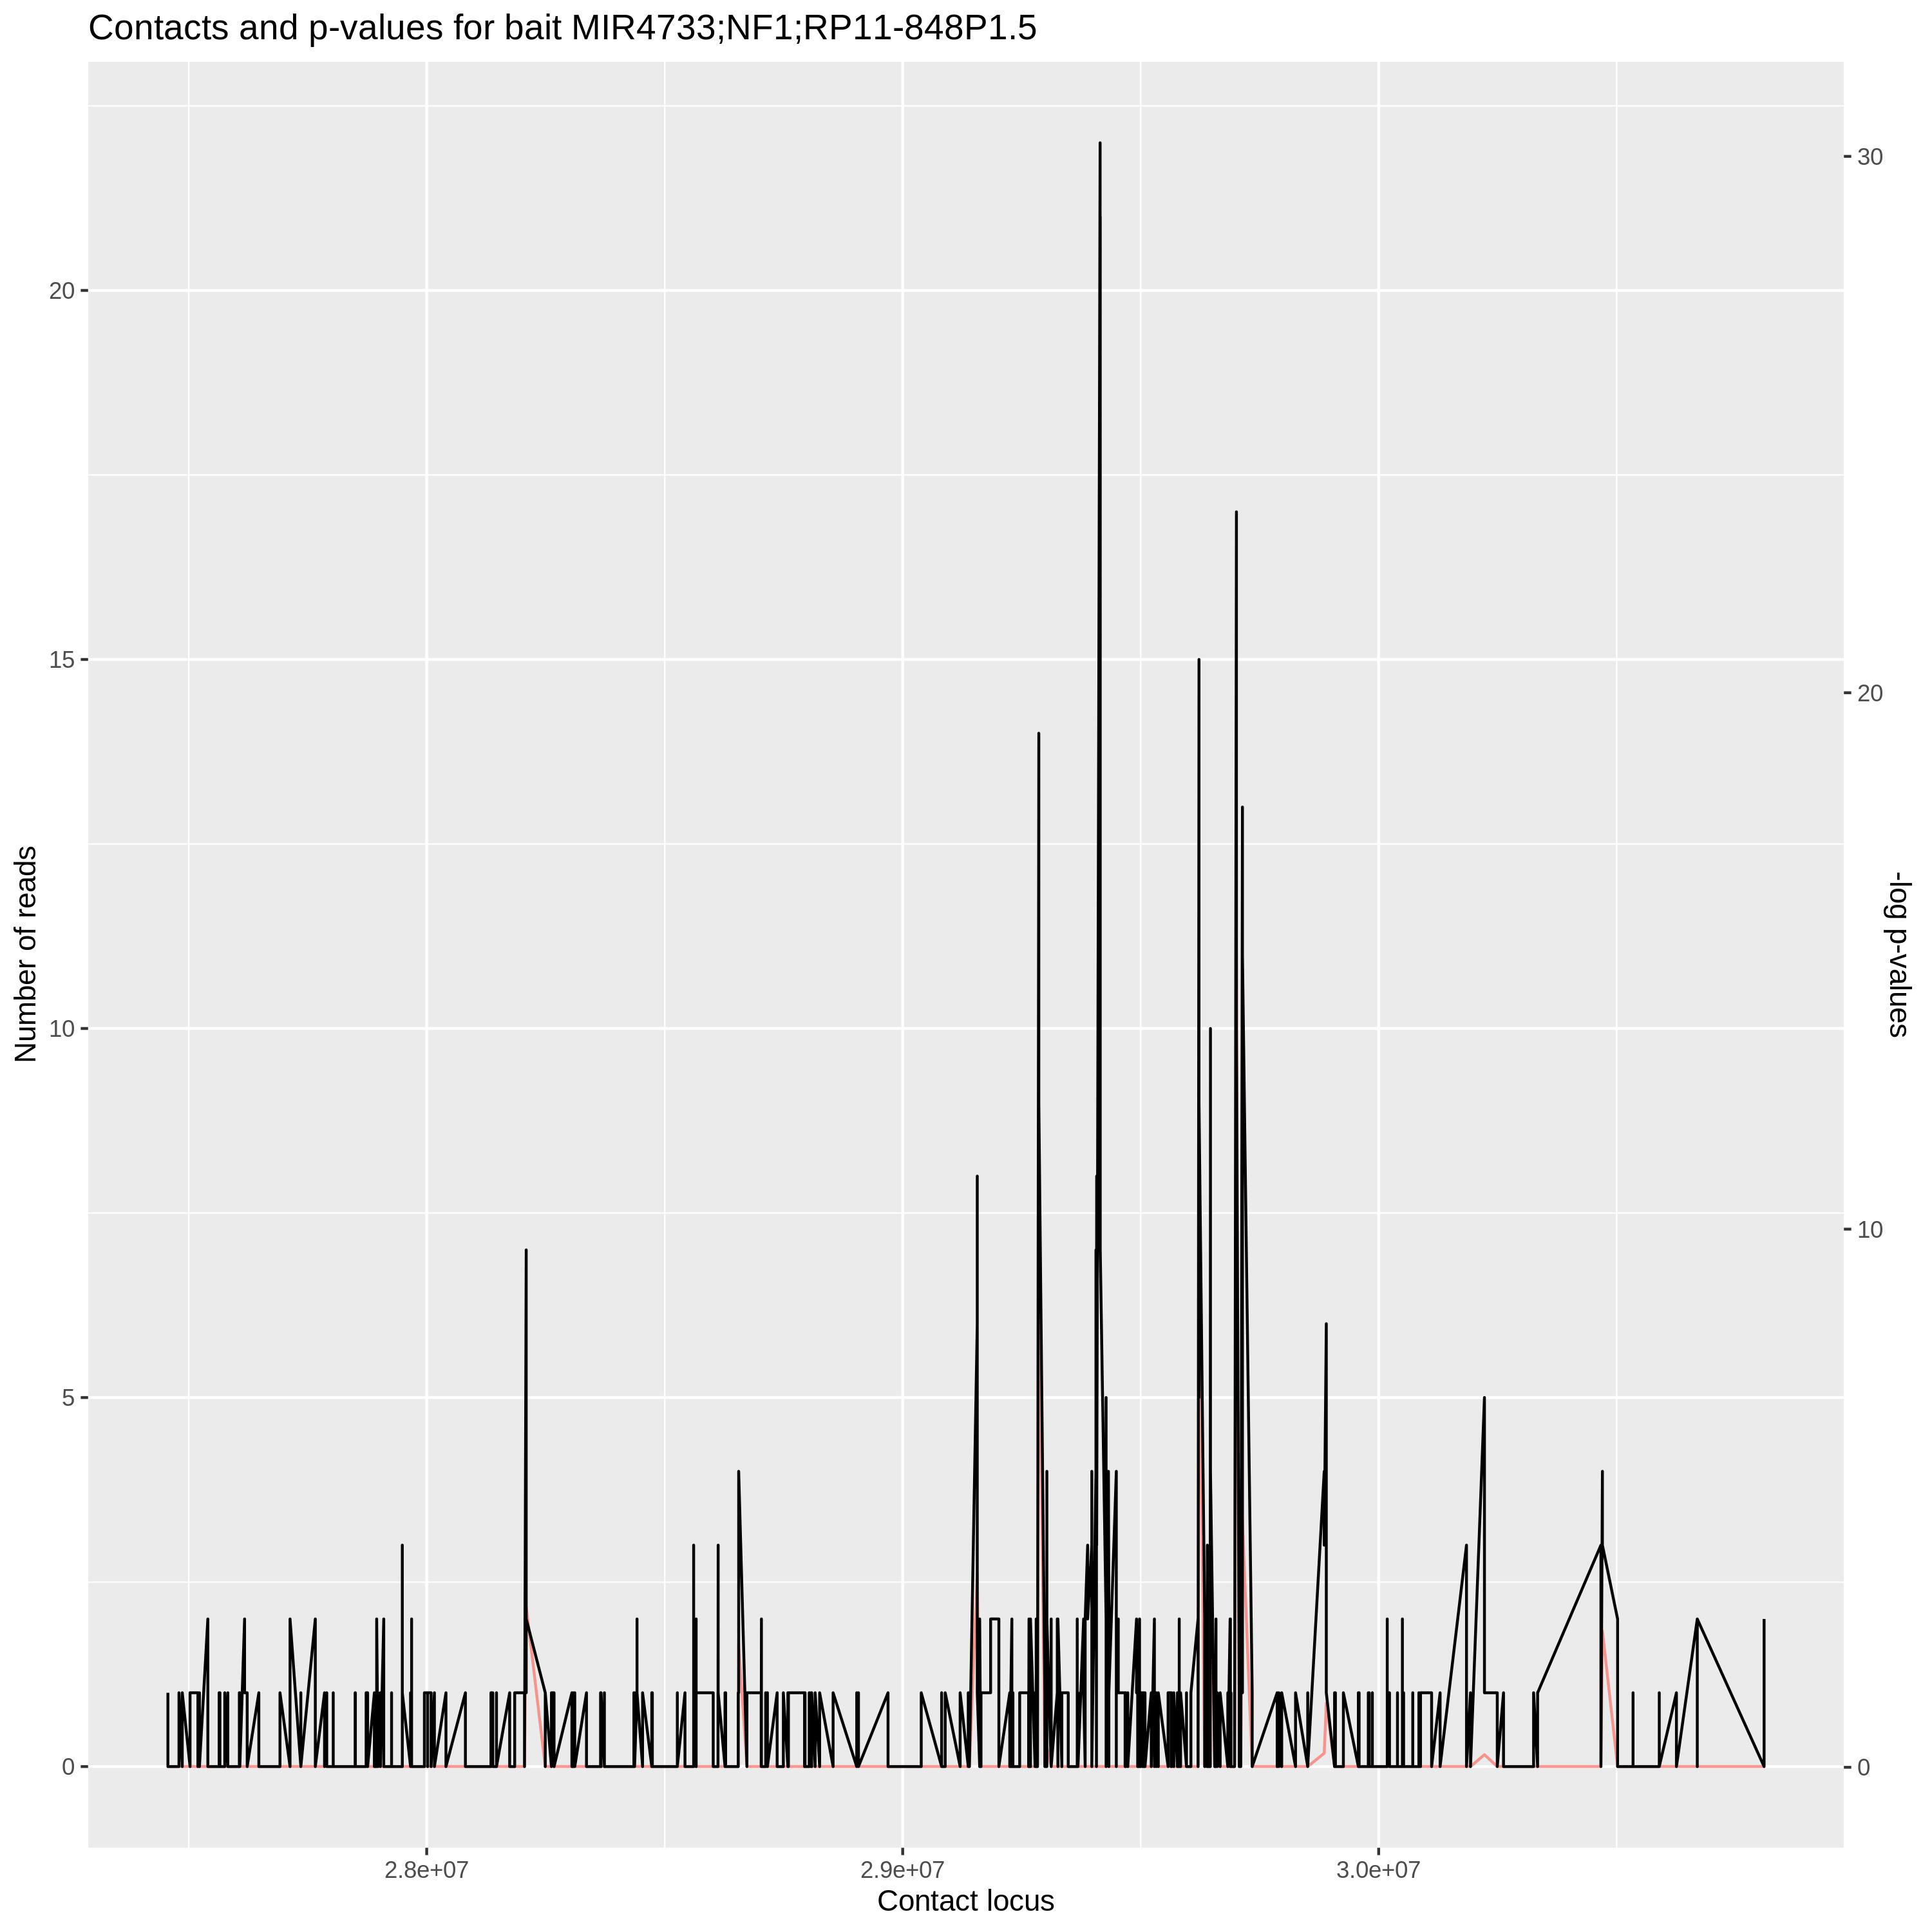 Contacts and p-values for bait MIR4733;NF1;RP11-848P1.5
Number of reads
20
15
10
5
0
30
20
10
0
-log p-values
2.8e+07 2.9e+07 3.0e+07
Contact locus